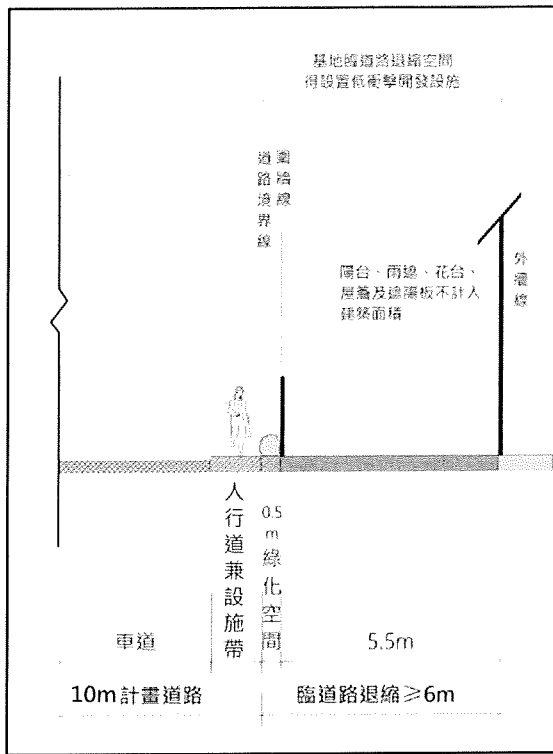 基地臨道路退縮空間
得設置低衝擊開發設施
道路境界線
圍牆線
陽台、雨遮、花台、
屋簷及遮陽板不計入
建築面積
外牆線
人行道兼設施帶
0.5m綠化空間
車道
5.5m
10m計畫道路
臨道路退縮≥6m